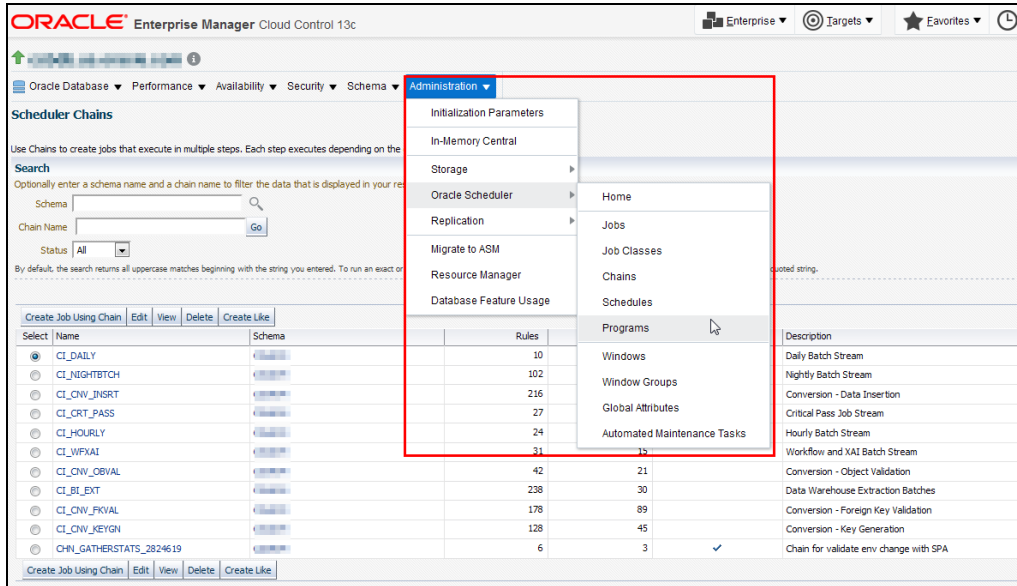 ORACLE Enterprise Manager Cloud Control 13c
Enterprise Targets Favorites
Oracle Database Performance Availability Security Schema Administration
Scheduler Chains
Use Chains to create jobs that execute in multiple steps. Each step executes depending on the
Search
Optionally enter a schema name and a chain name to filter the data that is displayed in your
Schema
Chain Name Go
Status All
By default, the search returns all uppercase matches beginning with the string you entered. To run an exact or
string.
Initialization Parameters
In-Memory Central
Storage
Oracle Scheduler
Replication
Migrate to ASM
Resource Manager
Database Feature Usage
Home
Jobs
Job Classes
Chains
Schedules
Programs
Windows
Window Groups
Global Attributes
Automated Maintenance Tasks
Create Job Using Chain Edit View Delete Create Like
Select Name Schema Rules Description
CI_DAILY 10 Daily Batch Stream
CI_NIGHTBTCH 102 Nightly Batch Stream
CI_CNV_INSRT 216 Conversion - Data Insertion
CI_CRT_PASS 27 Critical Pass Job Stream
CI_HOURLY 24 Hourly Batch Stream
CI_WFXAI 31 15 Workflow and XAI Batch Stream
CI_CNV_OBVAL 42 21 Conversion - Object Validation
CI_BI_EXT 238 30 Data Warehouse Extraction Batches
CI_CNV_FKVAL 178 89 Conversion - Foreign Key Validation
CI_CNV_KEYGN 128 45 Conversion - Key Generation
CHN_GATHERSTATS_2824619 6 3 Chain for validate env change with SPA
Create Job Using Chain Edit View Delete Create Like